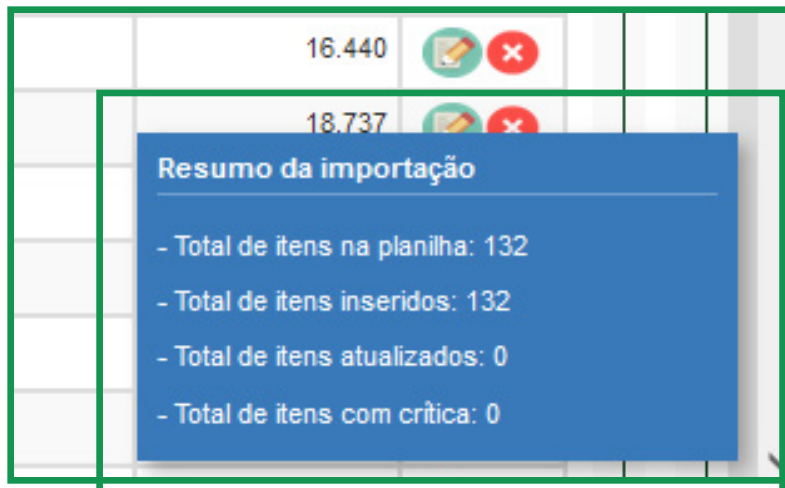 16.440
18.737
Resumo da importação
- Total de itens na planilha: 132
- Total de itens inseridos: 132
- Total de itens atualizados: 0
- Total de itens com crítica: 0